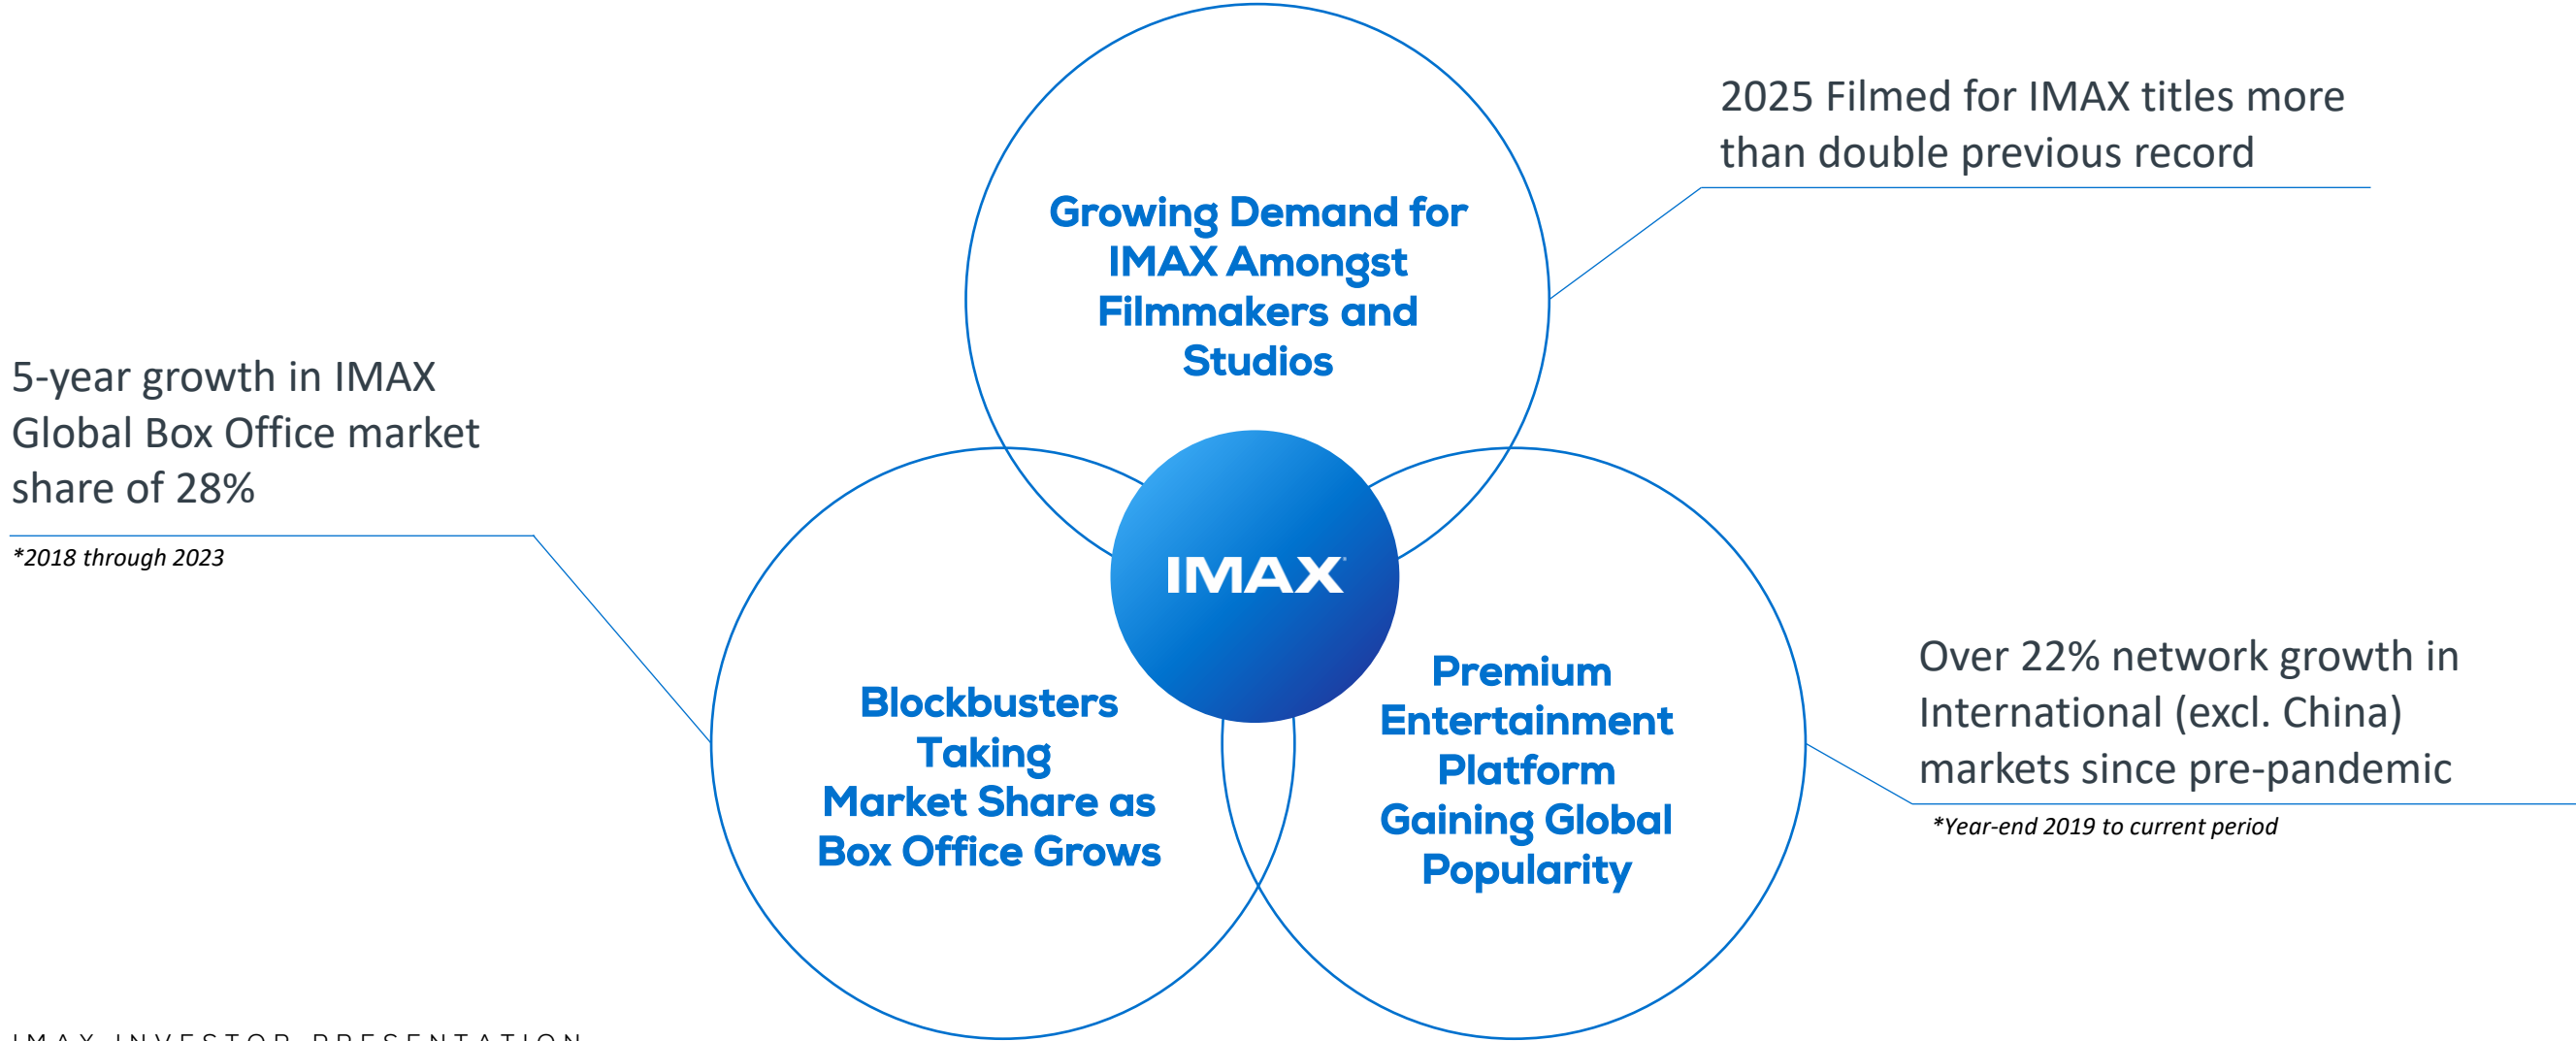 2025 Filmed for IMAX titles more
than double previous record
Growing Demand for
IMAX Amongst
Filmmakers and
Studios
5-year growth in IMAX
Global Box Office market
share of 28%
*2018 through 2023
IMAX
Blockbusters
Taking
Market Share as
Box Office Grows
Premium
Entertainment
Platform
Gaining Global
Popularity
Over 22% network growth in
International (excl. China)
markets since pre-pandemic
*Year-end 2019 to current period
IMAX INVESTOR PRESENTATION